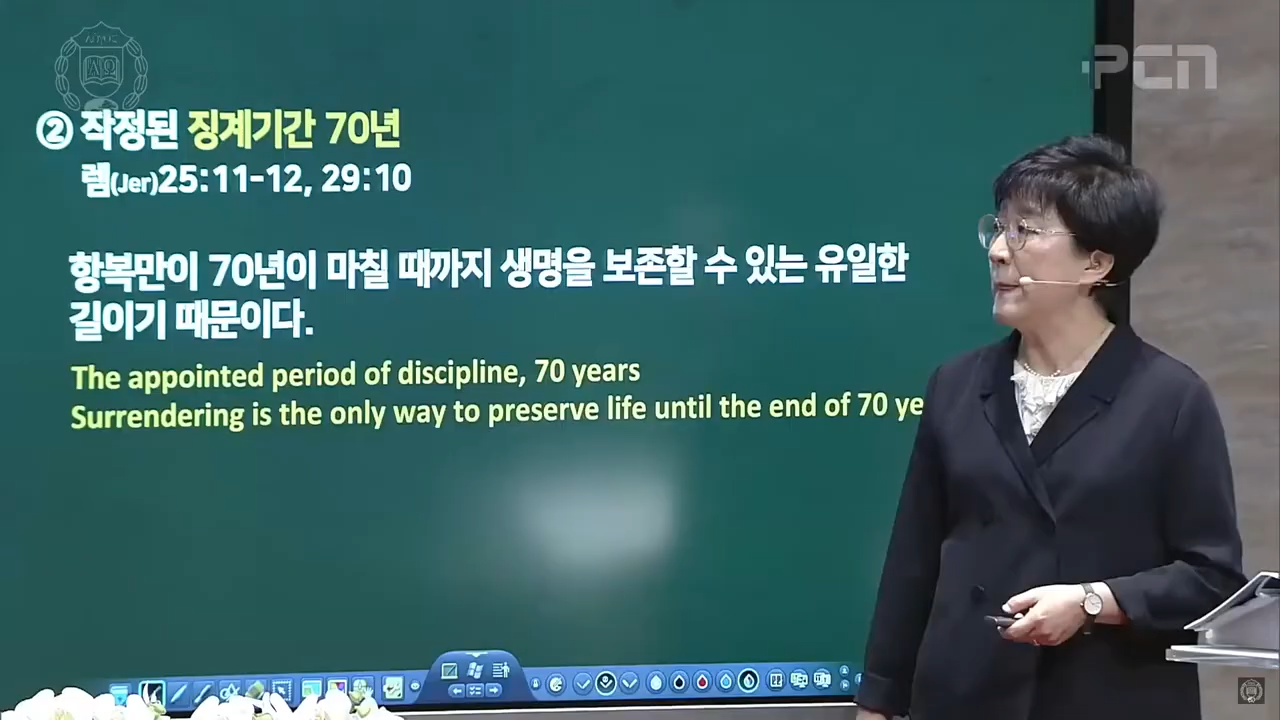 PCN
② 작정된 징계기간 70년
렘(Jer)25:11-12, 29:10
항복만이 70년이 마칠 때까지 생명을 보존할 수 있는 유일한
길이기 때문이다.
The appointed period of discipline, 70 years
Surrendering is the only way to preserve life until the end of 70 ye